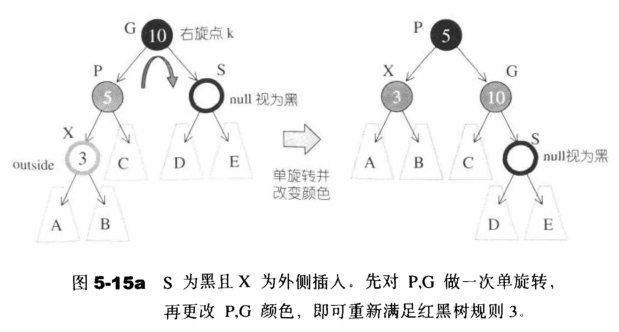 G
10
右旋点 k
P
5
S
null 视为黑
X
3
outside
A
B
C
D
E
单旋转并
改变颜色
P
5
X
3
G
10
S
null视为黑
A
B
C
D
E
图 5-15a S 为黑且 X 为外侧插入。先对 P,G 做一次单旋转，
再更改 P,G 颜色，即可重新满足红黑树规则 3。